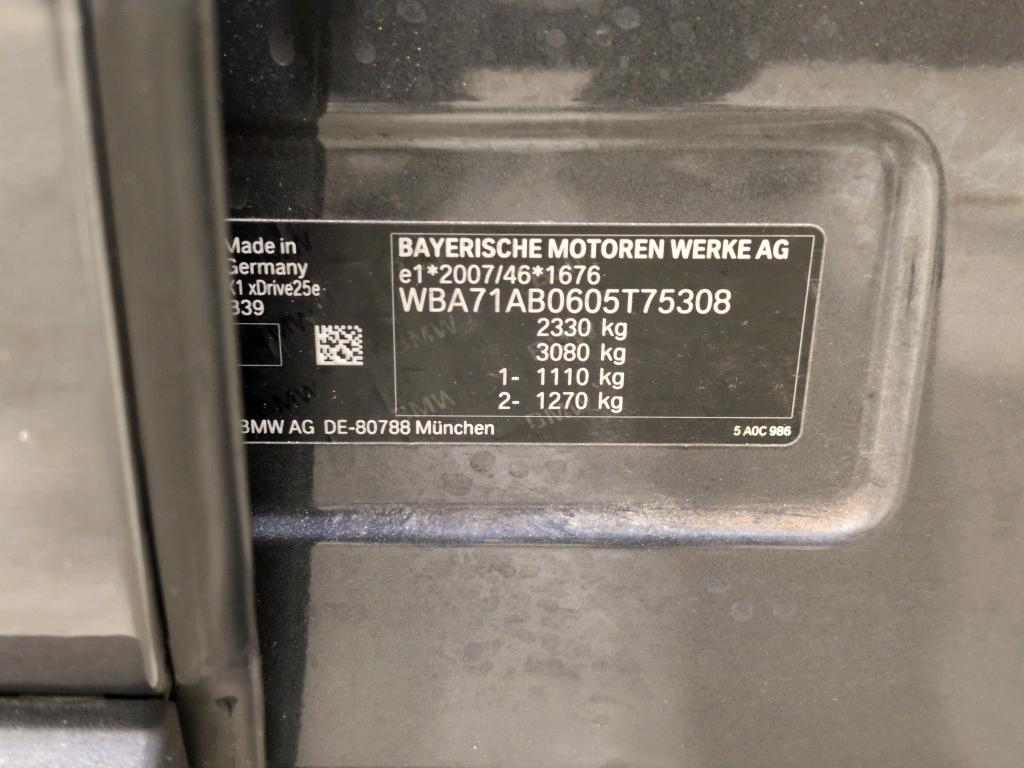 Made in
Germany
X1 xDrive25e
B39
BAYERISCHE MOTOREN WERKE AG
e1*2007/46*1676
WBA71AB0605T75308
2330 kg
3080 kg
1- 1110 kg
2- 1270 kg
BMW AG DE-80788 München
5 A0C 986